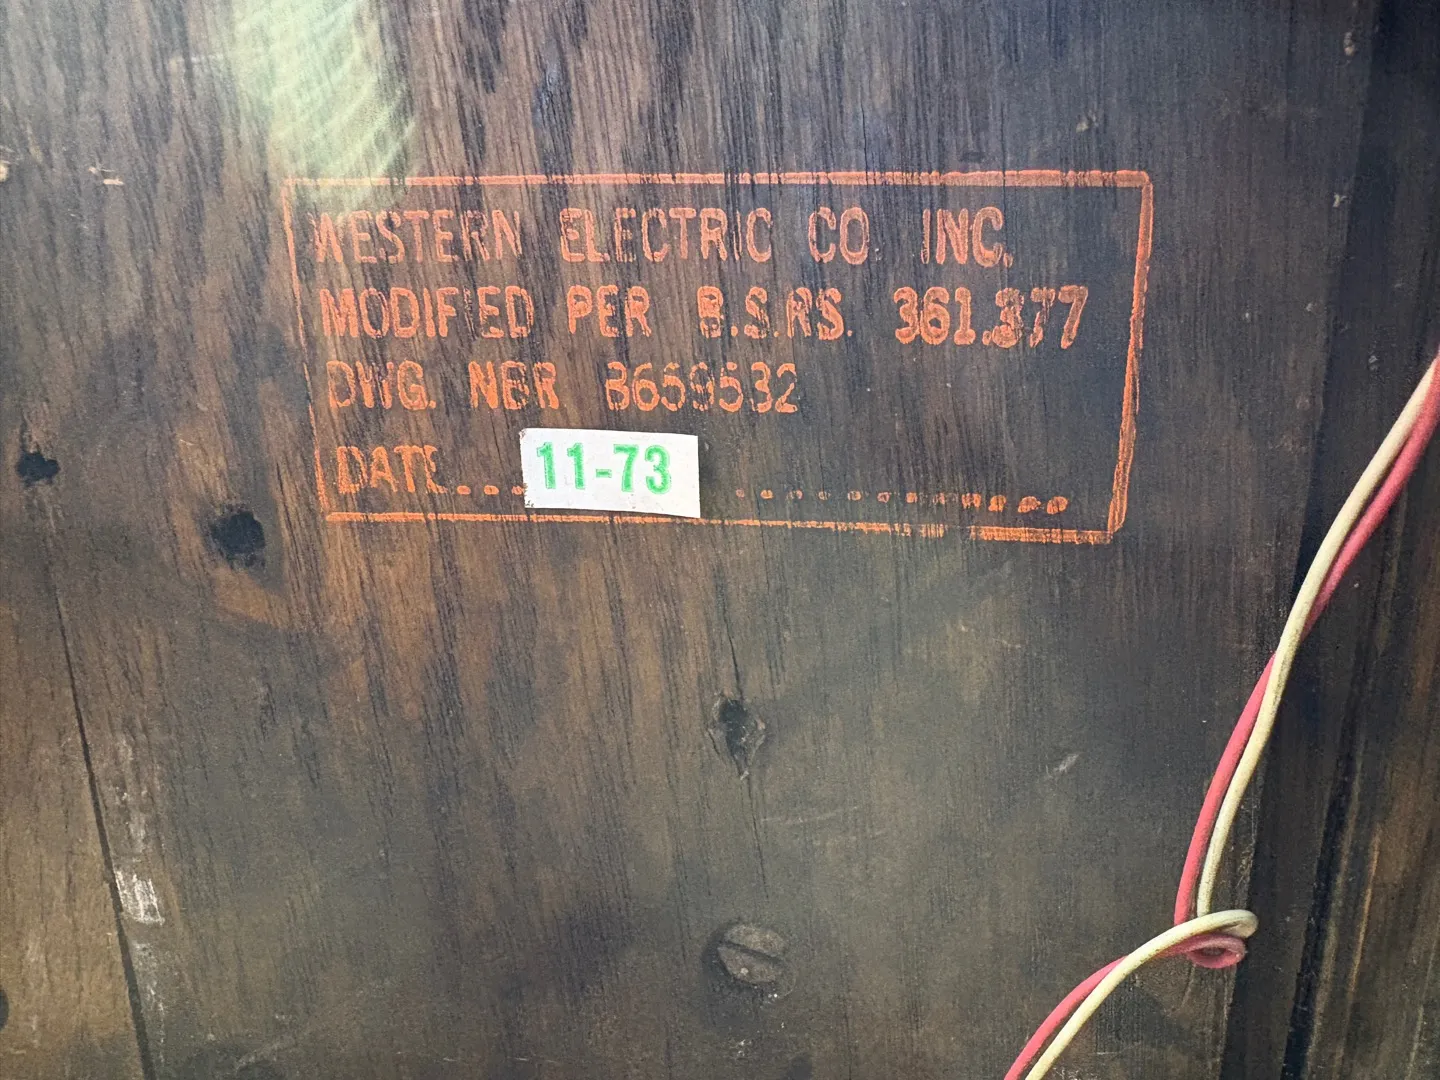 WESTERN ELECTRIC CO. INC.
MODIFIED PER B.S.RS. 361.377
DWG. NBR B659532
DATE... 11-73 ............